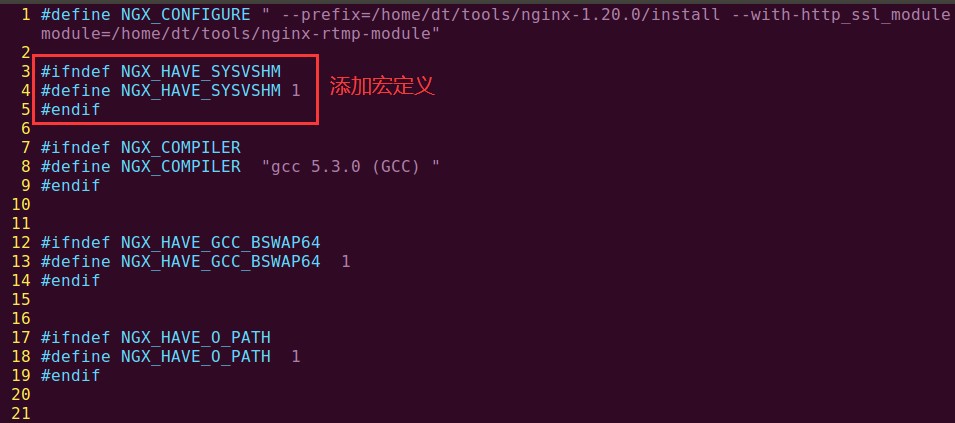 1 #define NGX_CONFIGURE " --prefix=/home/dt/tools/nginx-1.20.0/install --with-http_ssl_module
module=/home/dt/tools/nginx-rtmp-module"
2
3 #ifndef NGX_HAVE_SYSVSHM
4 #define NGX_HAVE_SYSVSHM 1
添加宏定义
5 #endif
6
7 #ifndef NGX_COMPILER
8 #define NGX_COMPILER  "gcc 5.3.0 (GCC) "
9 #endif
10
11
12 #ifndef NGX_HAVE_GCC_BSWAP64
13 #define NGX_HAVE_GCC_BSWAP64  1
14 #endif
15
16
17 #ifndef NGX_HAVE_O_PATH
18 #define NGX_HAVE_O_PATH  1
19 #endif
20
21